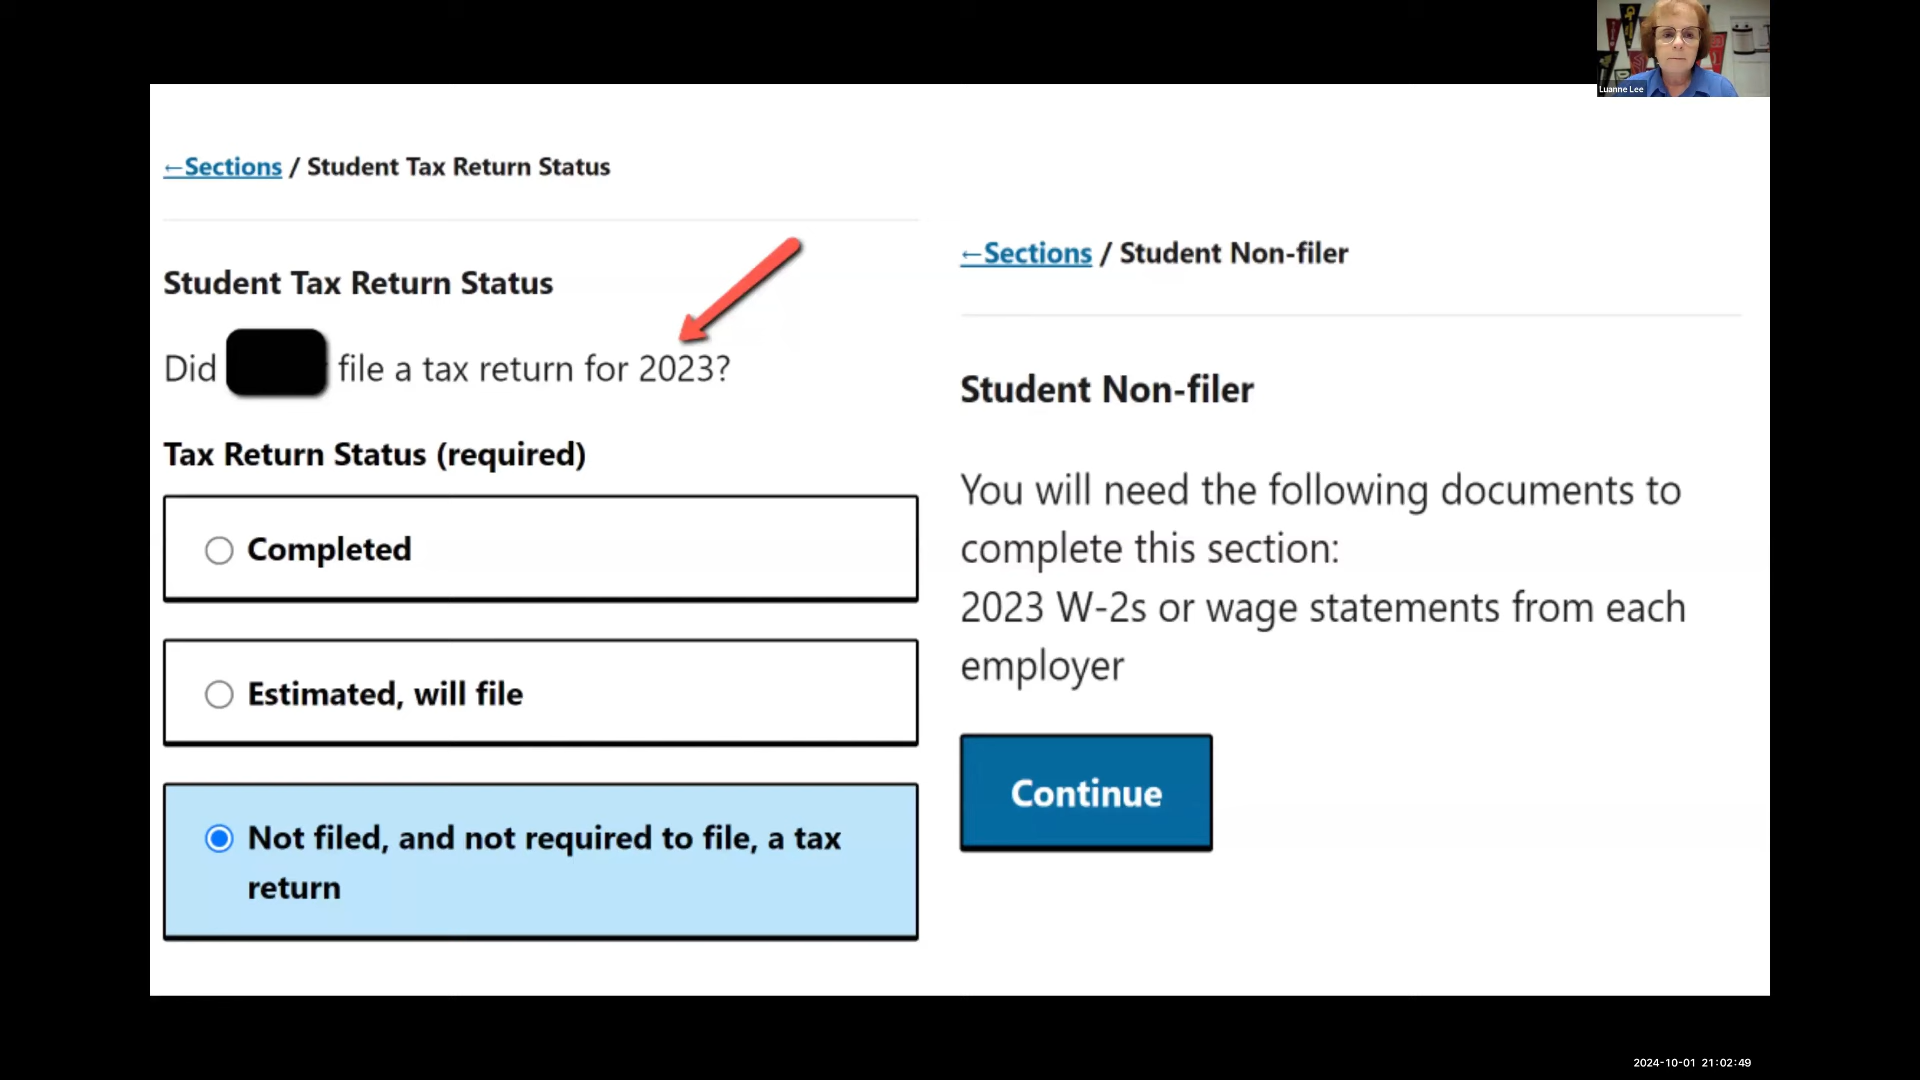 Luanne Lee
←Sections / Student Tax Return Status
Student Tax Return Status
Did file a tax return for 2023?
Tax Return Status (required)
Completed
Estimated, will file
Not filed, and not required to file, a tax
return
←Sections / Student Non-filer
Student Non-filer
You will need the following documents to
complete this section:
2023 W-2s or wage statements from each
employer
Continue
2024-10-01 21:02:49